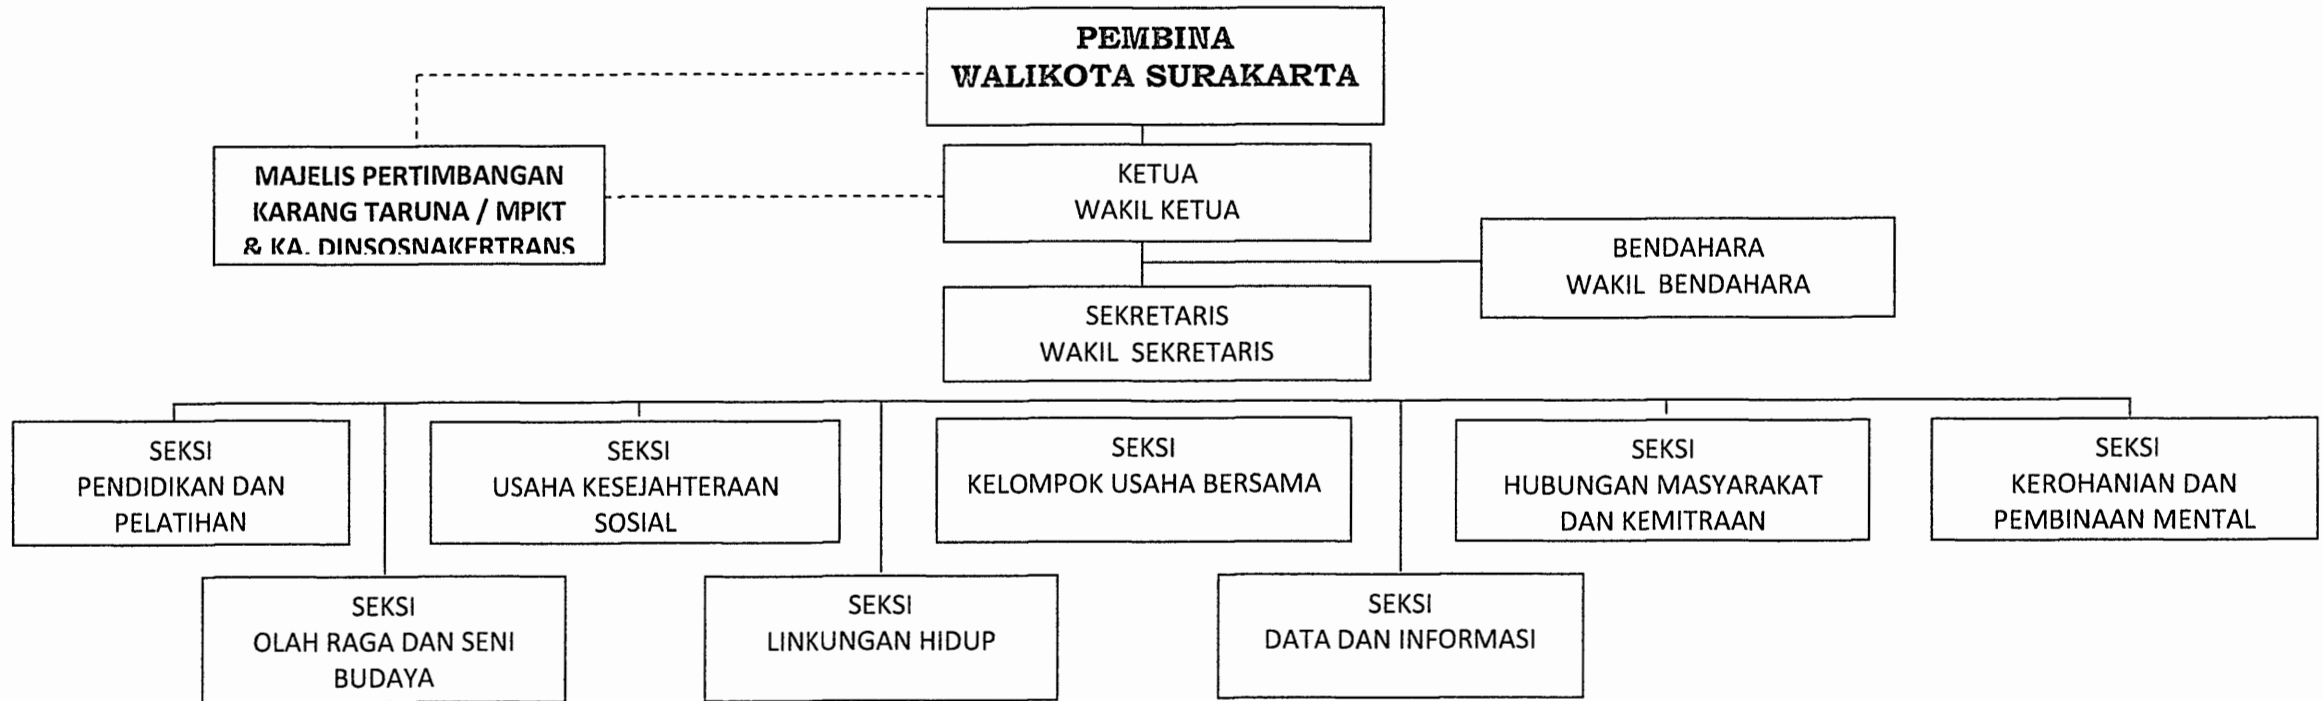 PEMBINA
WALIKOTA SURAKARTA
MAJELIS PERTIMBANGAN
KARANG TARUNA / MPKT
& KA. DINSOSNAKERTRANS
KETUA
WAKIL KETUA
BENDAHARA
WAKIL BENDAHARA
SEKRETARIS
WAKIL SEKRETARIS
SEKSI
PENDIDIKAN DAN
PELATIHAN
SEKSI
USAHA KESEJAHTERAAN
SOSIAL
SEKSI
KELOMPOK USAHA BERSAMA
SEKSI
HUBUNGAN MASYARAKAT
DAN KEMITRAAN
SEKSI
KEROHANIAN DAN
PEMBINAAN MENTAL
SEKSI
OLAH RAGA DAN SENI
BUDAYA
SEKSI
LINKUNGAN HIDUP
SEKSI
DATA DAN INFORMASI